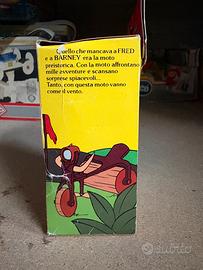 Quello che mancava a FRED
e a BARNEY era la moto
preistorica. Con la moto affrontano
mille avventure e scansano
sorprese spiacevoli...
Tanto, con questa moto vanno
come il vento.
subito